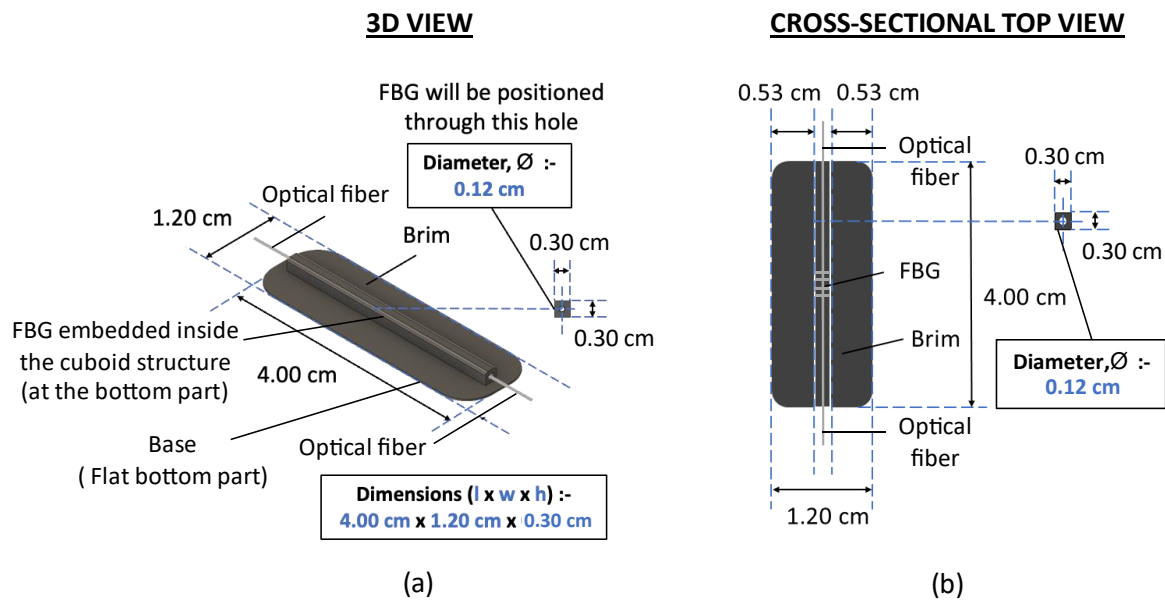 3D VIEW
FBG will be positioned
through this hole
Diameter, Ø :-
0.12 cm
Optical fiber
1.20 cm
Brim
0.30 cm
0.30 cm
FBG embedded inside
the cuboid structure
(at the bottom part)
4.00 cm
Base
( Flat bottom part)
Optical fiber
Dimensions (l x w x h) :-
4.00 cm x 1.20 cm x 0.30 cm
(a)
CROSS-SECTIONAL TOP VIEW
0.53 cm
0.53 cm
Optical
fiber
0.30 cm
0.30 cm
FBG
4.00 cm
Brim
Diameter,Ø :-
0.12 cm
Optical
fiber
1.20 cm
(b)